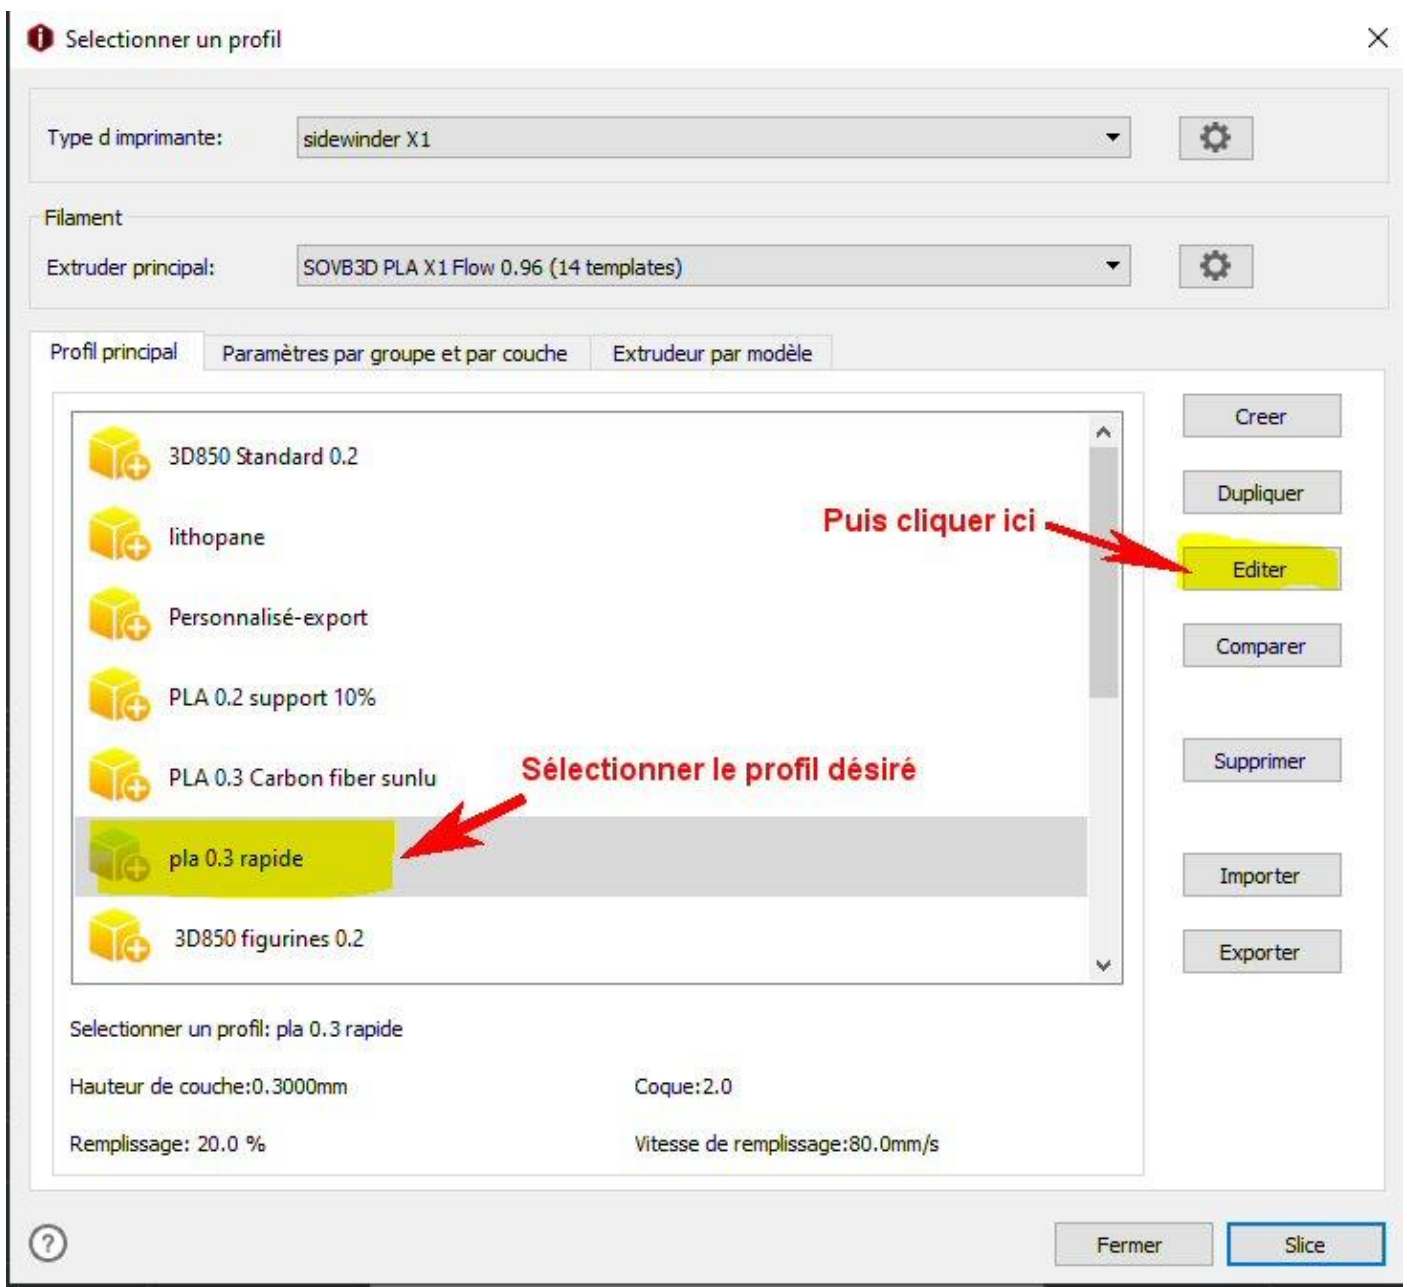 Selectionner un profil
Type d imprimante:
sidewinder X1
Filament
Extruder principal:
SOVB3D PLA X1 Flow 0.96 (14 templates)
Profil principal
Paramètres par groupe et par couche
Extrudeur par modèle
3D850 Standard 0.2
lithopane
Personnalisé-export
PLA 0.2 support 10%
PLA 0.3 Carbon fiber sunlu
pla 0.3 rapide
3D850 figurines 0.2
Puis cliquer ici
Sélectionner le profil désiré
Creer
Dupliquer
Editer
Comparer
Supprimer
Importer
Exporter
Selectionner un profil: pla 0.3 rapide
Hauteur de couche:0.3000mm
Coque:2.0
Remplissage: 20.0 %
Vitesse de remplissage:80.0mm/s
?
Fermer
Slice